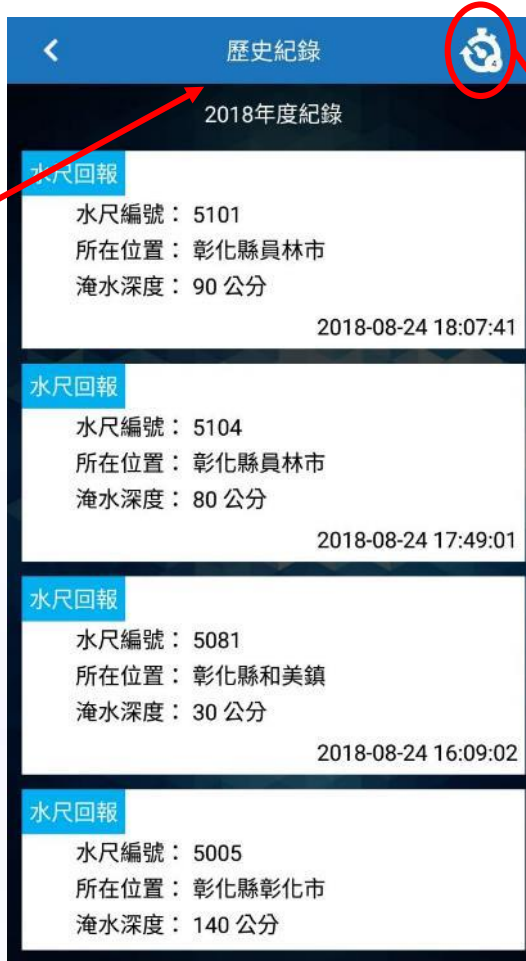 歷史紀錄
4
2018年度紀錄
水尺回報
水尺編號： 5101
所在位置： 彰化縣員林市
淹水深度： 90 公分
2018-08-24 18:07:41
水尺回報
水尺編號： 5104
所在位置： 彰化縣員林市
淹水深度： 80 公分
2018-08-24 17:49:01
水尺回報
水尺編號： 5081
所在位置： 彰化縣和美鎮
淹水深度： 30 公分
2018-08-24 16:09:02
水尺回報
水尺編號： 5005
所在位置： 彰化縣彰化市
淹水深度： 140 公分